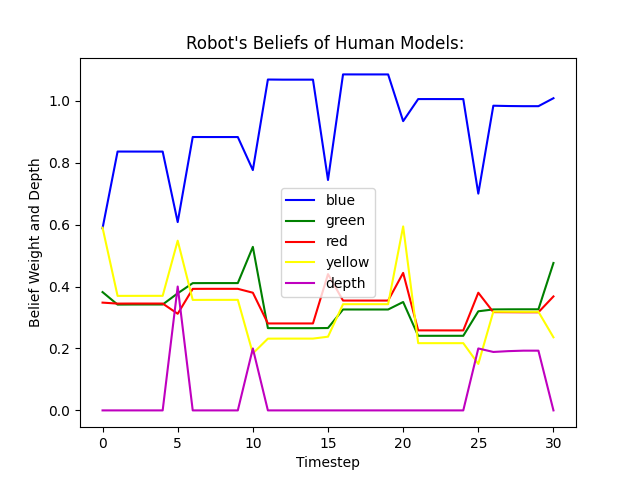 Robot's Beliefs of Human Models:
Belief Weight and Depth
1.0
0.8
0.6
0.4
0.2
0.0
blue
green
red
yellow
depth
0 5 10 15 20 25 30
Timestep